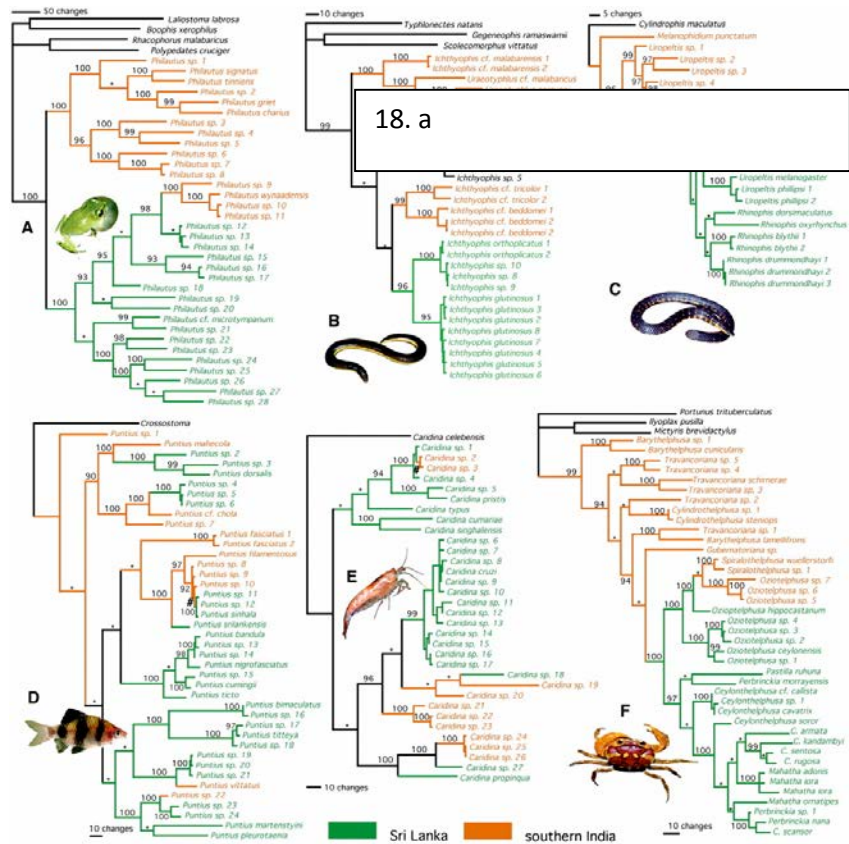 50 changes
Laliostoma labrosa
Boophis xerophilus
Rhacophorus malabaricus
Polypedates cruciger
Philautus sp. 1
Philautus signatus
Philautus tinniens
Philautus sp. 2
Philautus griet
Philautus charius
Philautus sp. 3
Philautus sp. 4
Philautus sp. 5
Philautus sp. 6
Philautus sp. 7
Philautus sp. 8
Philautus sp. 9
Philautus wynaadensis
Philautus sp. 10
Philautus sp. 11
Philautus sp. 12
Philautus sp. 13
Philautus sp. 14
Philautus sp. 15
Philautus sp. 16
Philautus sp. 17
Philautus sp. 18
Philautus sp. 19
Philautus sp. 20
Philautus cf. microtympanum
Philautus sp. 21
Philautus sp. 22
Philautus sp. 23
Philautus sp. 24
Philautus sp. 25
Philautus sp. 26
Philautus sp. 27
Philautus sp. 28
A
10 changes
Typhlonectes natans
Gegeneophis ramaswamii
Scolecomorphus vittatus
Ichthyophis cf. malabarensis 1
Ichthyophis cf. malabarensis 2
Uraeotyphlus cf. malabaricus
18. a
Ichthyophis sp. 5
Ichthyophis cf. tricolor 1
Ichthyophis cf. tricolor 2
Ichthyophis cf. beddomei 1
Ichthyophis cf. beddomei 2
Ichthyophis cf. beddomei 2
Ichthyophis orthoplicatus 1
Ichthyophis orthoplicatus 2
Ichthyophis sp. 10
Ichthyophis sp. 8
Ichthyophis sp. 9
Ichthyophis glutinosus 1
Ichthyophis glutinosus 3
Ichthyophis glutinosus 2
Ichthyophis glutinosus 8
Ichthyophis glutinosus 7
Ichthyophis glutinosus 4
Ichthyophis glutinosus 5
Ichthyophis glutinosus 6
B
5 changes
Cylindrophis maculatus
Melanophidium punctatum
Uropeltis sp. 1
Uropeltis sp. 2
Uropeltis sp. 3
Uropeltis sp. 4
Uropeltis melanogaster
Uropeltis phillipsi 1
Uropeltis phillipsi 2
Rhinophis dorsimaculatus
Rhinophis oxyrhynchus
Rhinophis blythii 1
Rhinophis blythii 2
Rhinophis drummondhayi 1
Rhinophis drummondhayi 2
Rhinophis drummondhayi 3
C
Crossostoma
Puntius sp. 1
Puntius mahecola
Puntius sp. 2
Puntius sp. 3
Puntius dorsalis
Puntius sp. 4
Puntius sp. 5
Puntius sp. 6
Puntius cf. chola
Puntius sp. 7
Puntius fasciatus 1
Puntius fasciatus 2
Puntius filamentosus
Puntius sp. 8
Puntius sp. 9
Puntius sp. 10
Puntius sp. 11
Puntius sp. 12
Puntius sinhala
Puntius srilankensis
Puntius bandula
Puntius sp. 13
Puntius sp. 14
Puntius nigrofasciatus
Puntius sp. 15
Puntius cumingii
Puntius ticto
Puntius bimaculatus
Puntius sp. 16
Puntius sp. 17
Puntius titteya
Puntius sp. 18
Puntius sp. 19
Puntius sp. 20
Puntius sp. 21
Puntius vittatus
Puntius sp. 22
Puntius sp. 23
Puntius sp. 24
Puntius martenstyini
Puntius pleurotaenia
D
10 changes
Caridina celebensis
Caridina sp. 1
Caridina sp. 2
Caridina sp. 3
Caridina sp. 4
Caridina sp. 5
Caridina pristis
Caridina typus
Caridina cumariae
Caridina singhalensis
Caridina sp. 6
Caridina sp. 7
Caridina sp. 8
Caridina cruzi
Caridina sp. 9
Caridina sp. 10
Caridina sp. 11
Caridina sp. 12
Caridina sp. 13
Caridina sp. 14
Caridina sp. 15
Caridina sp. 16
Caridina sp. 17
Caridina sp. 18
Caridina sp. 19
Caridina sp. 20
Caridina sp. 21
Caridina sp. 22
Caridina sp. 23
Caridina sp. 24
Caridina sp. 25
Caridina sp. 26
Caridina sp. 27
Caridina propinqua
E
10 changes
Portunus trituberculatus
Ilyoplax pusilla
Mictyris brevidactylus
Barythelphusa sp. 1
Barythelphusa cunicularis
Travancoriana sp. 5
Travancoriana sp. 4
Travancoriana schirnerae
Travancoriana sp. 3
Travancoriana sp. 2
Cylindrothelphusa sp. 1
Cylindrothelphusa steniops
Travancoriana sp. 1
Barythelphusa lamellifrons
Gubernatoriana sp.
Spiralothelphusa wuellerstorfi
Spiralothelphusa sp. 1
Oziotelphusa sp. 7
Oziotelphusa sp. 6
Oziotelphusa sp. 5
Oziotelphusa hippocastanum
Oziotelphusa sp. 4
Oziotelphusa sp. 3
Oziotelphusa sp. 2
Oziotelphusa ceylonensis
Oziotelphusa sp. 1
Pastilla ruhuna
Perbrinckia morrayensis
Ceylonthelphusa cf. callista
Ceylonthelphusa sp. 1
Ceylonthelphusa cavatrix
Ceylonthelphusa soror
C. armata
C. kandambyi
C. sentosa
C. rugosa
Mahatha adonis
Mahatha iora
Mahatha iora
Mahatha ornatipes
Perbrinckia sp. 1
Perbrinckia nana
C. scansor
F
10 changes
Sri Lanka
southern India